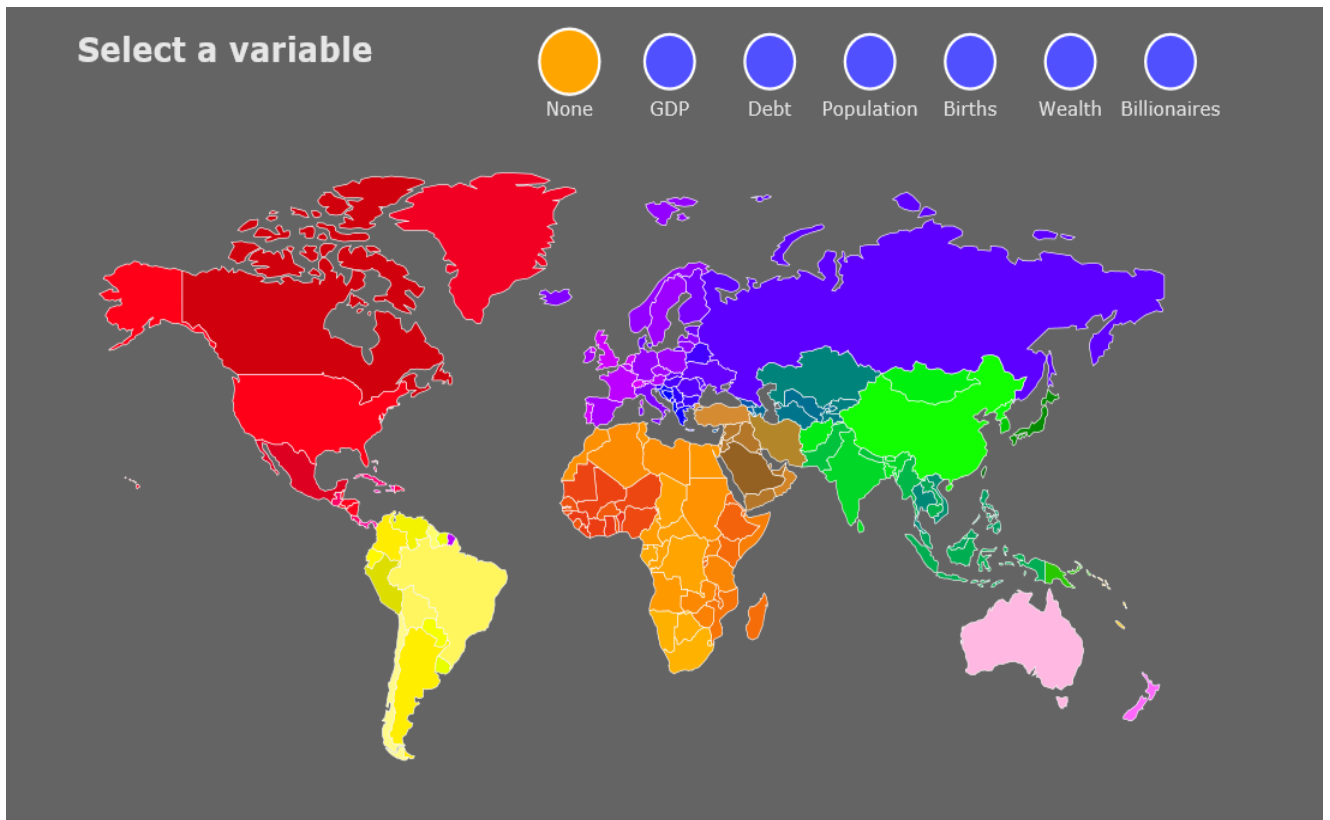 Select a variable
None
GDP
Debt
Population
Births
Wealth
Billionaires